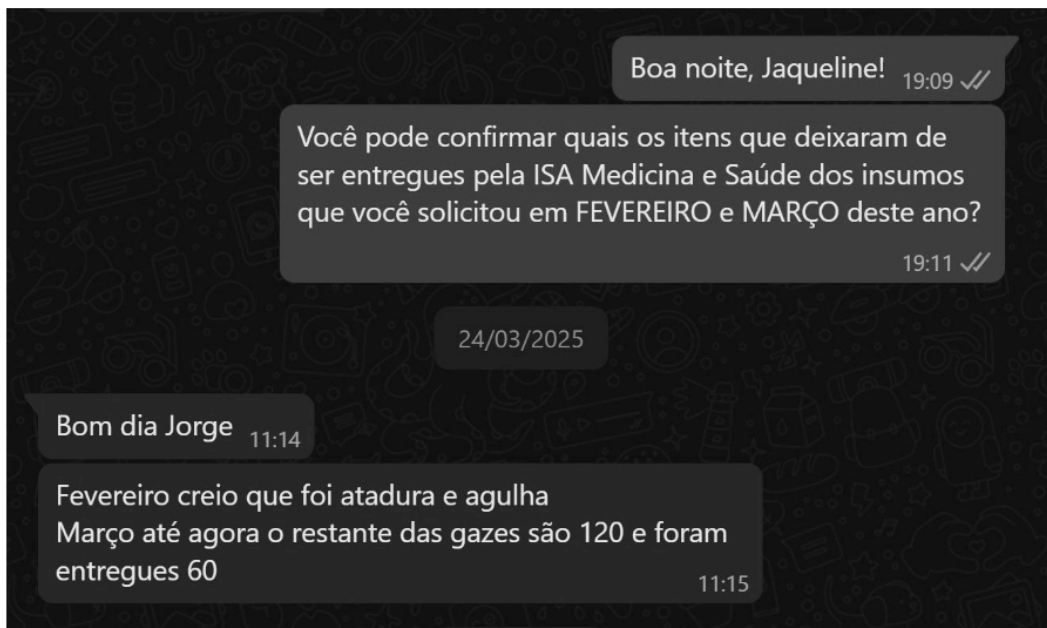 Boa noite, Jaqueline! 19:09
Você pode confirmar quais os itens que deixaram de
ser entregues pela ISA Medicina e Saúde dos insumos
que você solicitou em FEVEREIRO e MARÇO deste ano?
19:11
24/03/2025
Bom dia Jorge 11:14
Fevereiro creio que foi atadura e agulha
Março até agora o restante das gazes são 120 e foram
entregues 60
11:15